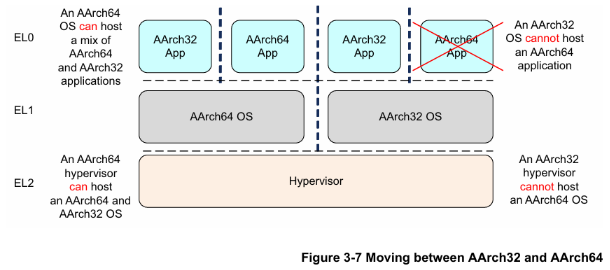 An AArch64
OS can host
a mix of
AArch64
and AArch32
applications
EL0
AArch32
App
AArch64
App
AArch32
App
AArch64
App
An AArch32
OS cannot host
an AArch64
application
EL1
AArch64 OS
AArch32 OS
An AArch64
hypervisor
can host
an AArch64 and
AArch32 OS
EL2
Hypervisor
An AArch32
hypervisor
cannot host
an AArch64 OS
Figure 3-7 Moving between AArch32 and AArch64